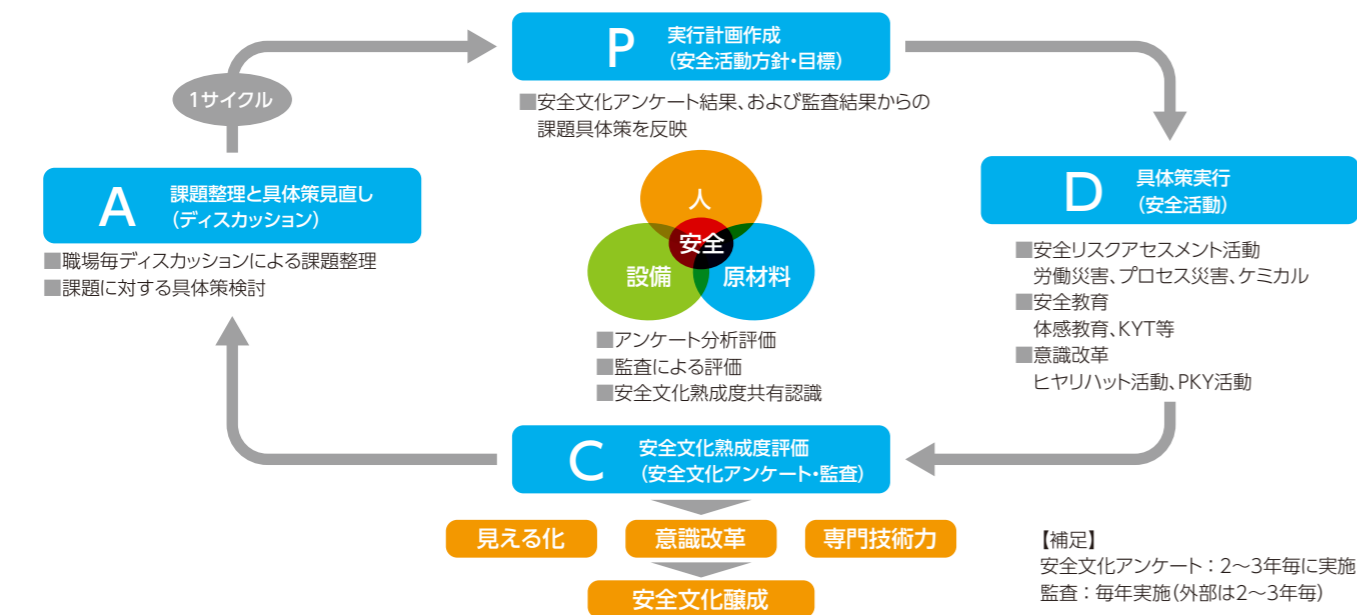 P 実行計画作成
(安全活動方針・目標)
■安全文化アンケート結果、および監査結果からの
課題具体策を反映
1サイクル
A 課題整理と具体策見直し
(ディスカッション)
■職場毎ディスカッションによる課題整理
■課題に対する具体策検討
人
安全
設備
原材料
D 具体策実行
(安全活動)
■安全リスクアセスメント活動
労働災害、プロセス災害、ケミカル
■安全教育
体感教育、KYT等
■意識改革
ヒヤリハット活動、PKY活動
■アンケート分析評価
■監査による評価
■安全文化熟成度共有認識
C 安全文化熟成度評価
(安全文化アンケート・監査)
見える化
意識改革
専門技術力
安全文化醸成
【補足】
安全文化アンケート：2〜3年毎に実施
監査：毎年実施(外部は2〜3年毎)